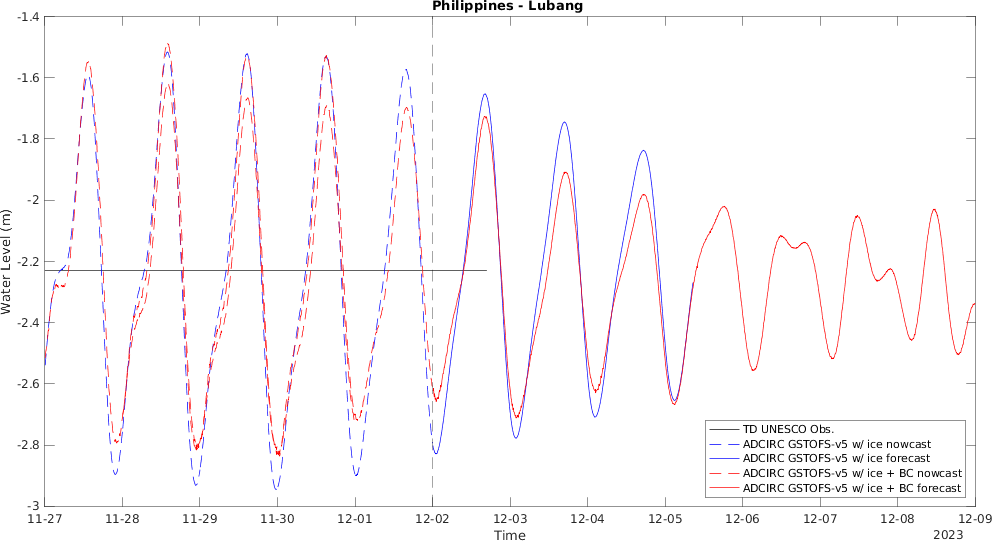 Philippines - Lubang
Water Level (m)
-1.4
-1.6
-1.8
-2
-2.2
-2.4
-2.6
-2.8
-3
TD UNESCO Obs.
ADCIRC GSTOFS-v5 w/ ice nowcast
ADCIRC GSTOFS-v5 w/ ice forecast
ADCIRC GSTOFS-v5 w/ ice + BC nowcast
ADCIRC GSTOFS-v5 w/ ice + BC forecast
11-27 11-28 11-29 11-30 12-01 12-02 12-03 12-04 12-05 12-06 12-07 12-08 12-09
Time
2023